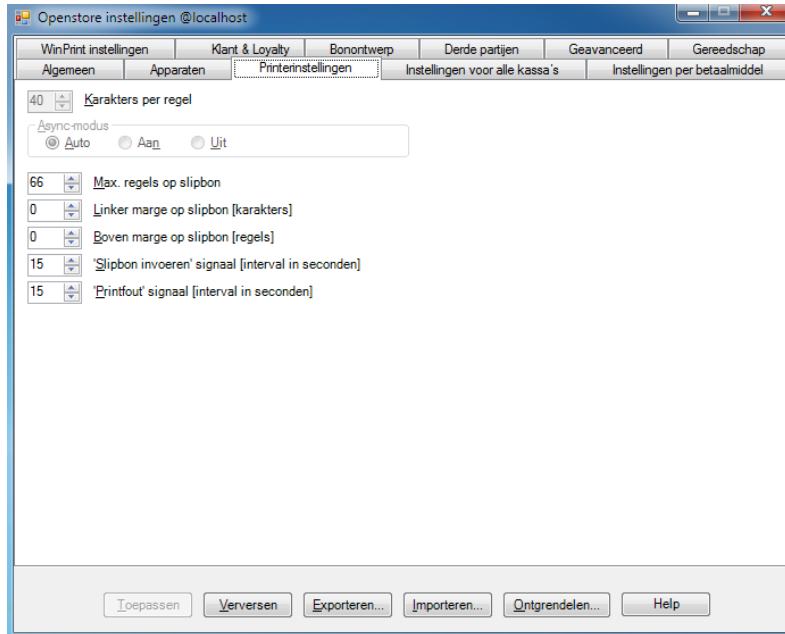 Openstore instellingen @localhost
WinPrint instellingen Klant & Loyalty Bonontwerp Derde partijen Geavanceerd Gereedschap
Algemeen Apparaten Printerinstellingen Instellingen voor alle kassa's Instellingen per betaalmiddel
40 Karakters per regel
Async-modus
Auto Aan Uit
66 Max. regels op slipbon
0 Linker marge op slipbon [karakters]
0 Boven marge op slipbon [regels]
15 'Slipbon invoeren' signaal [interval in seconden]
15 'Printfout' signaal [interval in seconden]
Toepassen Verversen Exporteren... Importeren... Ontgrendelen... Help